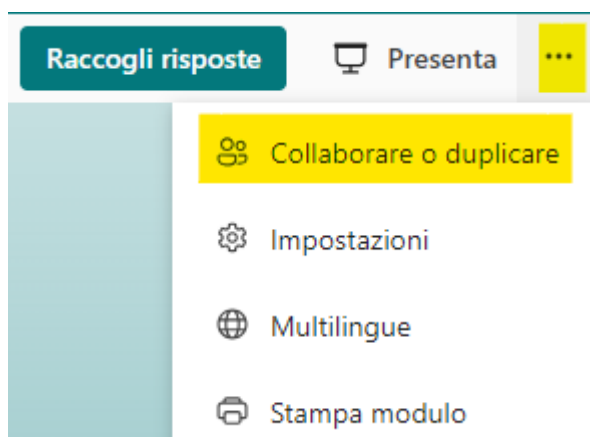 Raccogli risposte Presenta ...
Collaborare o duplicare
Impostazioni
Multilingue
Stampa modulo